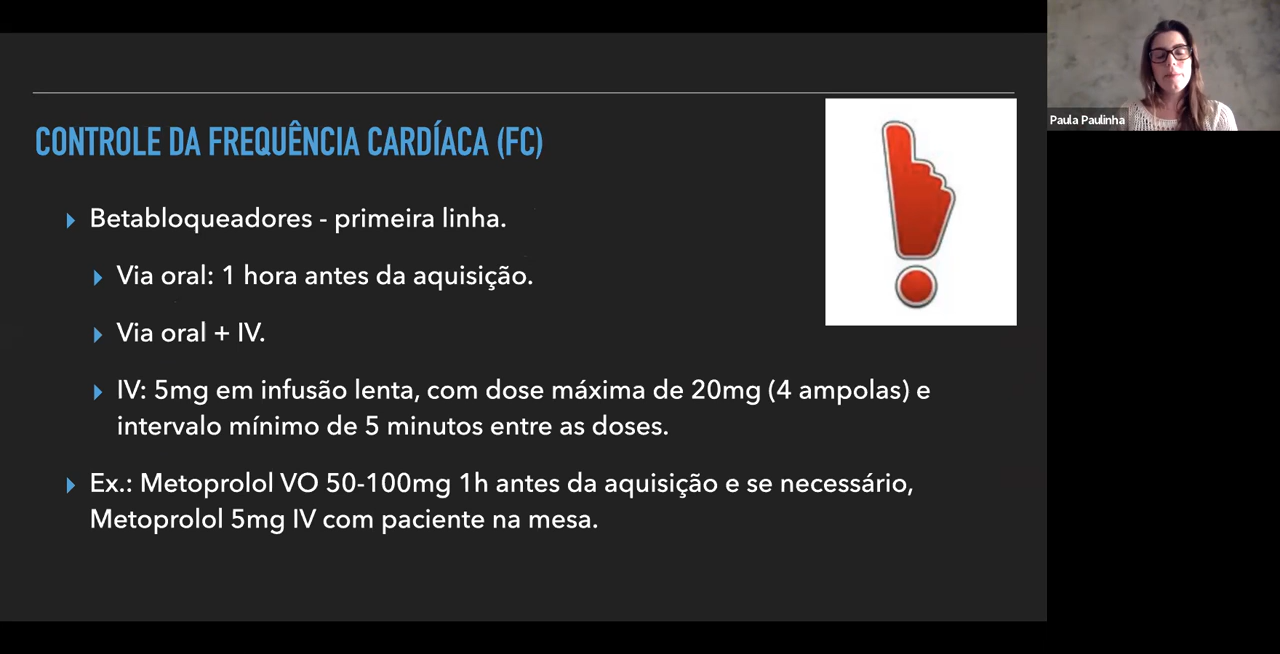 CONTROLE DA FREQUÊNCIA CARDÍACA (FC)
Betabloqueadores - primeira linha.
Via oral: 1 hora antes da aquisição.
Via oral + IV.
IV: 5mg em infusão lenta, com dose máxima de 20mg (4 ampolas) e
intervalo mínimo de 5 minutos entre as doses.
Ex.: Metoprolol VO 50-100mg 1h antes da aquisição e se necessário,
Metoprolol 5mg IV com paciente na mesa.
Paula Paulinha